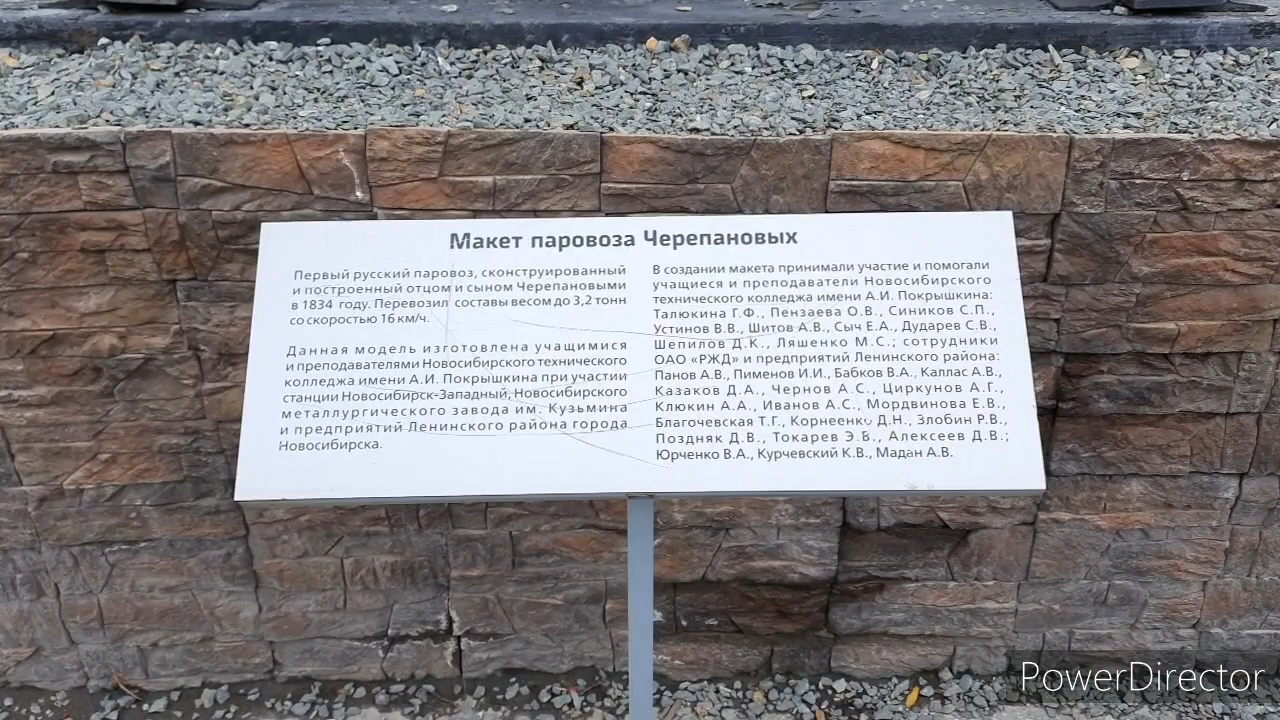 Макет паровоза Черепановых
Первый русский паровоз, сконструированный
и построенный отцом и сыном Черепановыми
в 1834 году. Перевозил составы весом до 3,2 тонн
со скоростью 16 км/ч.
Данная модель изготовлена учащимися
и преподавателями Новосибирского технического
колледжа имени А.И. Покрышкина при участии
станции Новосибирск-Западный, Новосибирского
металлургического завода им. Кузьмина
и предприятий Ленинского района города
Новосибирска.
В создании макета принимали участие и помогали
учащиеся и преподаватели Новосибирского
технического колледжа имени А.И. Покрышкина:
Талюкина Г.Ф., Пензаева О.В., Сиников С.П.,
Устинов В.В., Шитов А.В., Сыч Е.А., Дударев С.В.,
Шепилов Д.К., Ляшенко М.С.; сотрудники
ОАО «РЖД» и предприятий Ленинского района:
Панов А.В., Пименов И.И., Бабков В.А., Каллас А.В.,
Казаков Д.А., Чернов А.С., Циркунов А.Г.,
Клюкин А.А., Иванов А.С., Мордвинова Е.В.,
Благочевская Т.Г., Корнеенко Д.Н., Злобин Р.В.,
Поздняк Д.В., Токарев Э.В., Алексеев Д.В.;
Юрченко В.А., Курчевский К.В., Мадан А.В.
PowerDirector